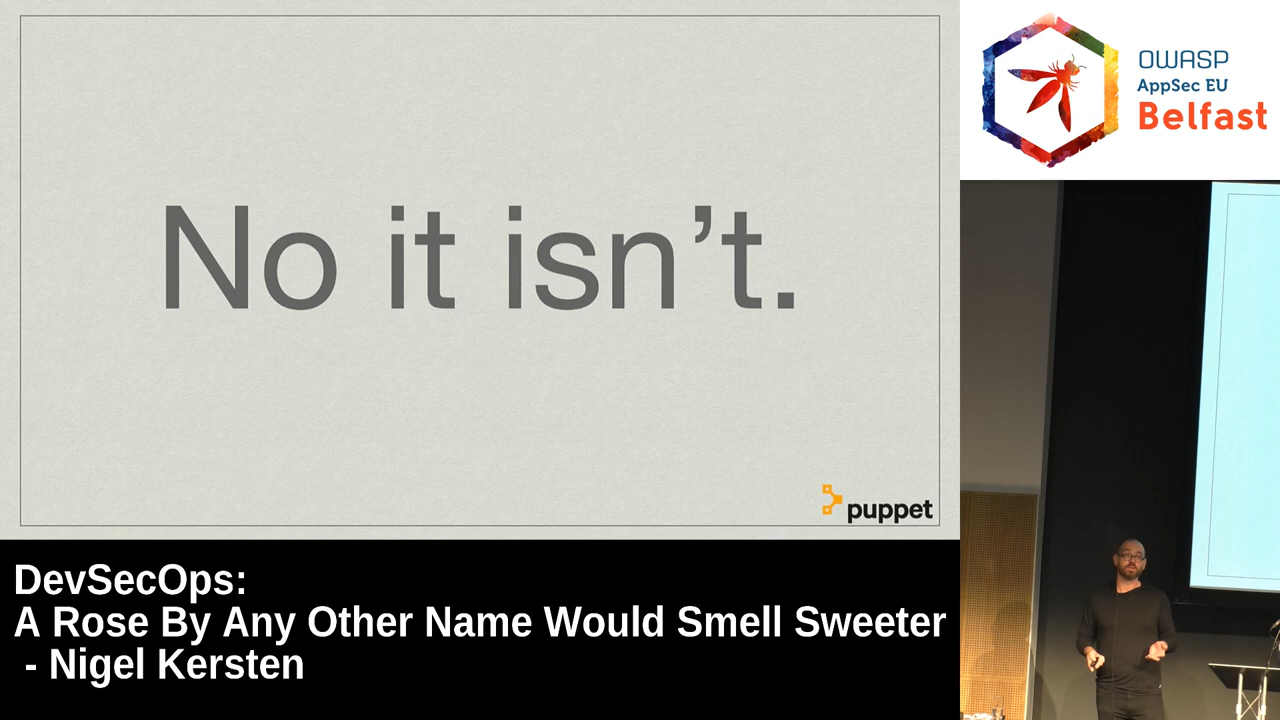 No it isn’t.
puppet
DevSecOps:
A Rose By Any Other Name Would Smell Sweeter
- Nigel Kersten
OWASP
AppSec EU
Belfast